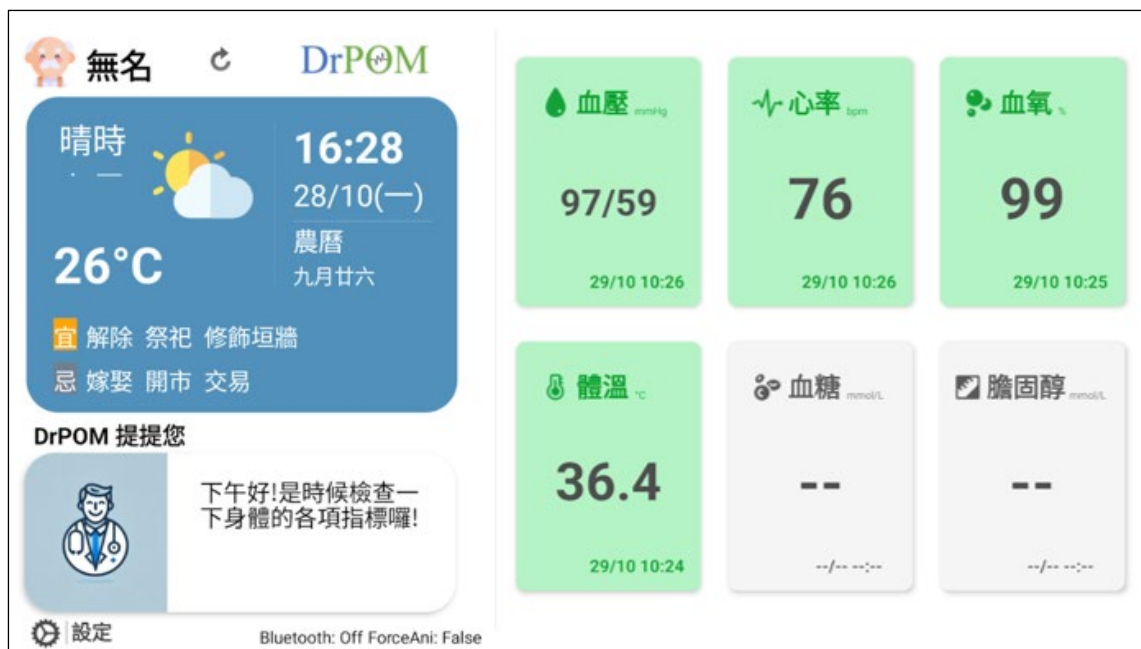 無名
DrPOM
晴時
16:28
28/10(一)
農曆
九月廿六
26°C
宜 解除 祭祀 修飾垣牆
忌 嫁娶 開市 交易
DrPOM 提提您
下午好!是時候檢查一
下身體的各項指標囉!
設定
Bluetooth: Off ForceAni: False
血壓 mmHg
97/59
29/10 10:26
心率 bpm
76
29/10 10:26
血氧 %
99
29/10 10:25
體溫 °C
36.4
29/10 10:24
血糖 mmol/L
--
--/-- --:--
膽固醇 mmol/L
--
--/-- --:--